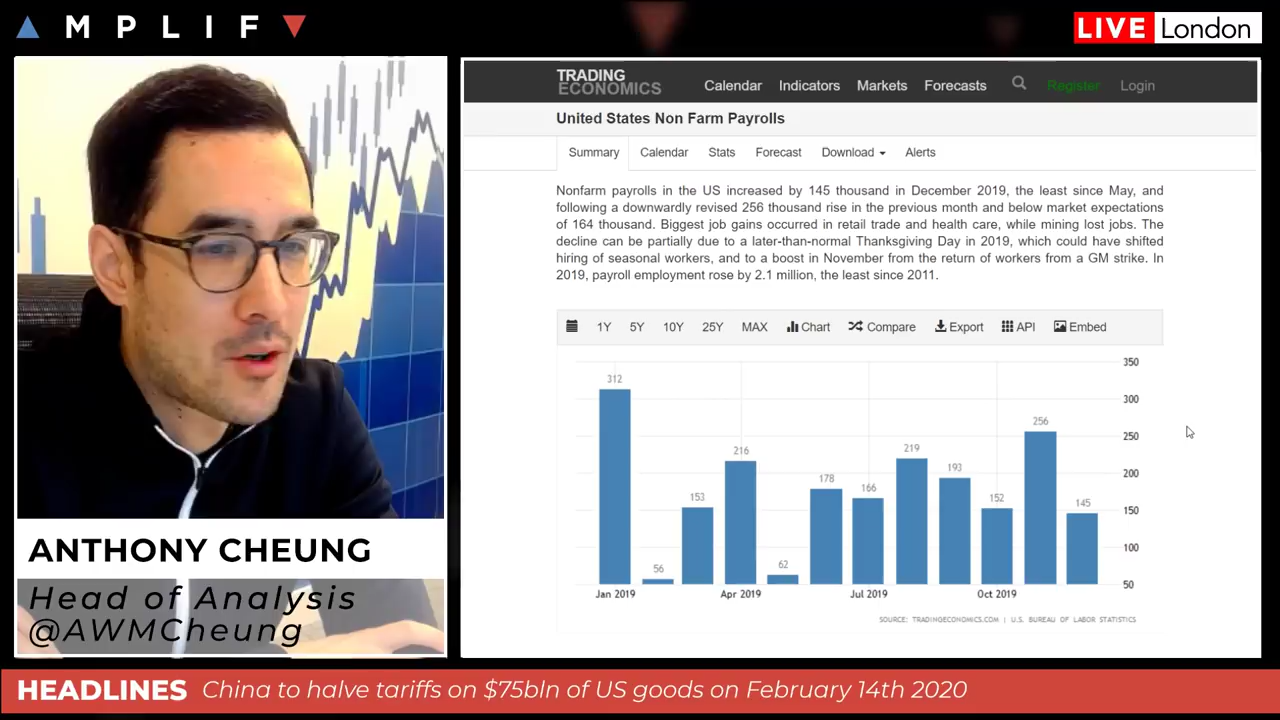 AMPLIFY
LIVE London
TRADING
ECONOMICS
Calendar Indicators Markets Forecasts Register Login
United States Non Farm Payrolls
Summary Calendar Stats Forecast Download Alerts
Nonfarm payrolls in the US increased by 145 thousand in December 2019, the least since May, and
following a downwardly revised 256 thousand rise in the previous month and below market expectations
of 164 thousand. Biggest job gains occurred in retail trade and health care, while mining lost jobs. The
decline can be partially due to a later-than-normal Thanksgiving Day in 2019, which could have shifted
hiring of seasonal workers, and to a boost in November from the return of workers from a GM strike. In
2019, payroll employment rose by 2.1 million, the least since 2011.
1Y 5Y 10Y 25Y MAX Chart Compare Export API Embed
350
300
250
200
150
100
50
312
56
153
216
62
178
166
219
193
152
256
145
Jan 2019 Apr 2019 Jul 2019 Oct 2019
SOURCE: TRADINGECONOMICS.COM | U.S. BUREAU OF LABOR STATISTICS
ANTHONY CHEUNG
Head of Analysis
@AWMCheung
HEADLINES China to halve tariffs on $75bln of US goods on February 14th 2020